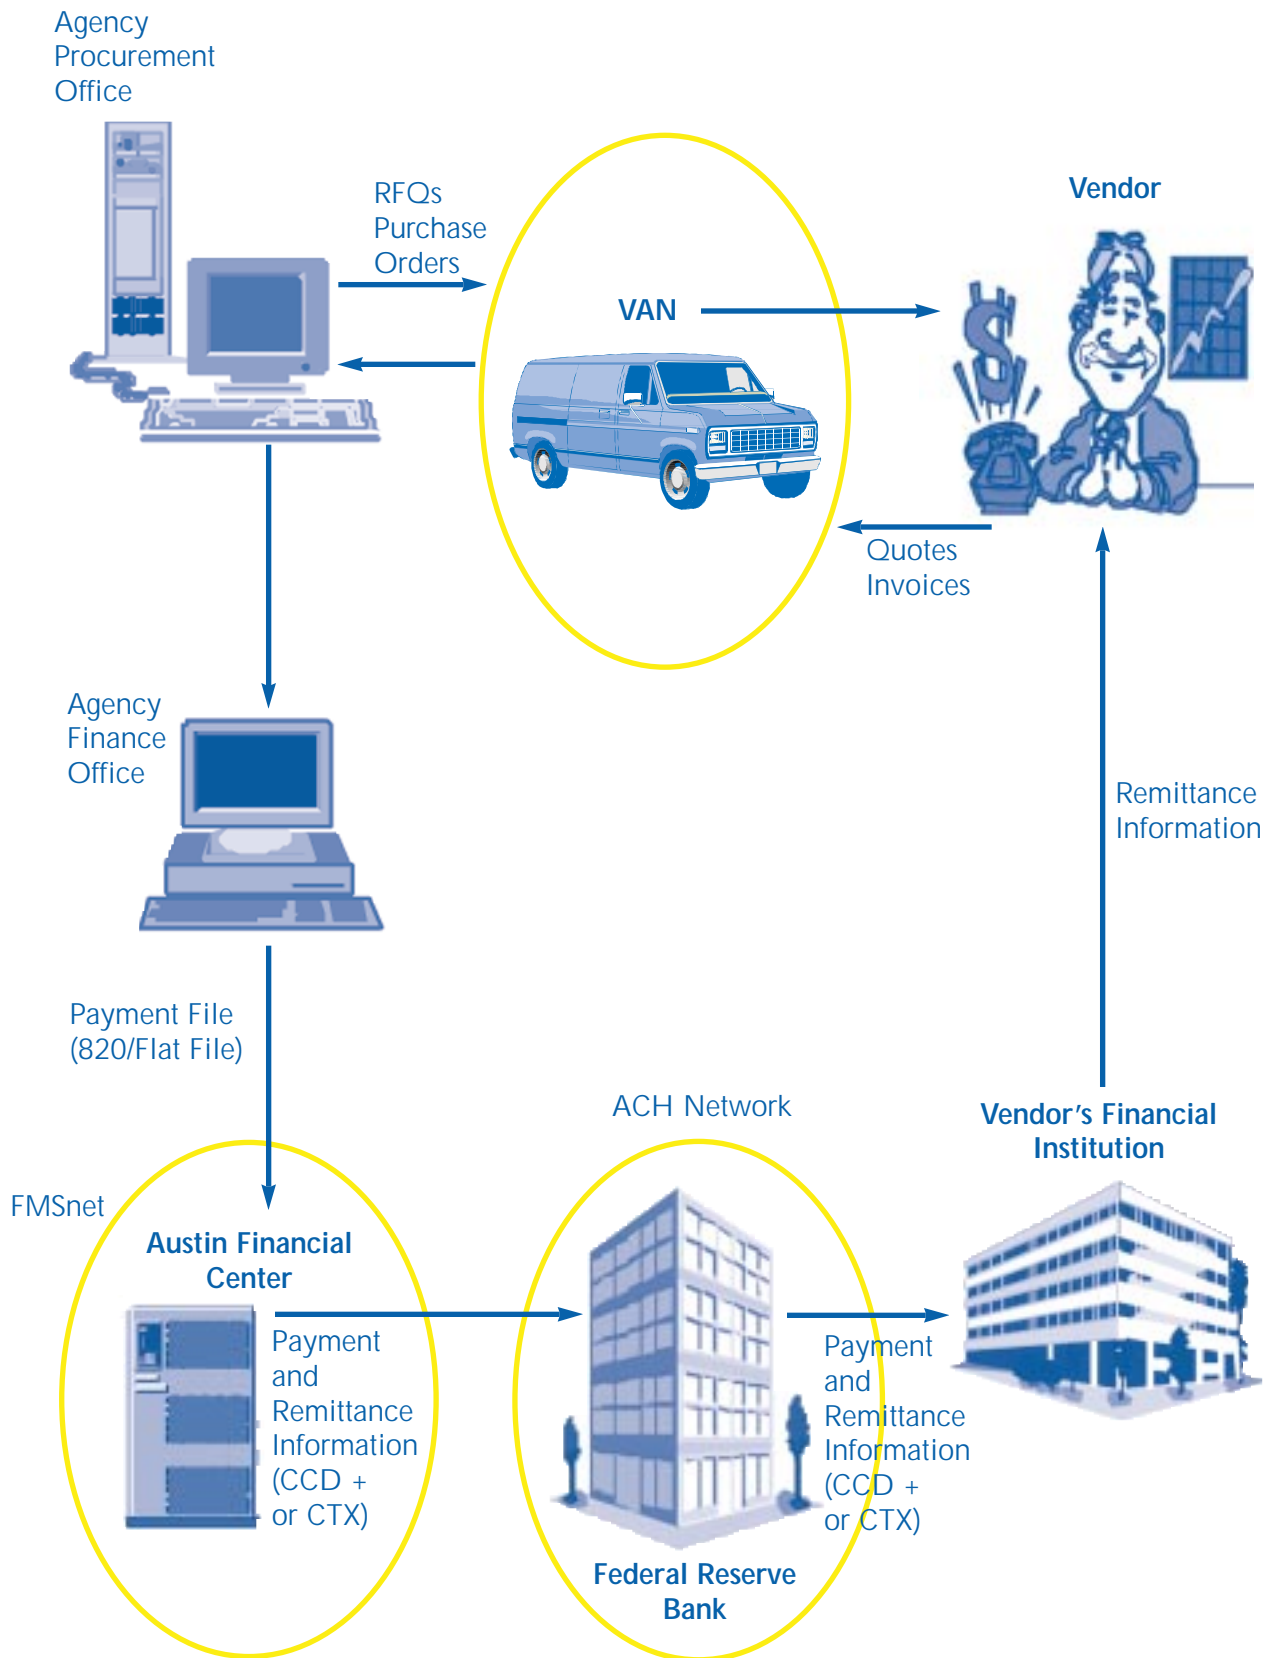 Agency
Procurement
Office
RFQs
Purchase
Orders
Vendor
VAN
Quotes
Invoices
Agency
Finance
Office
Remittance
Information
Payment File
(820/Flat File)
ACH Network
Vendor's Financial
Institution
FMSnet
Austin Financial
Center
Payment
and
Remittance
Information
(CCD +
or CTX)
Payment
and
Remittance
Information
(CCD +
or CTX)
Federal Reserve
Bank